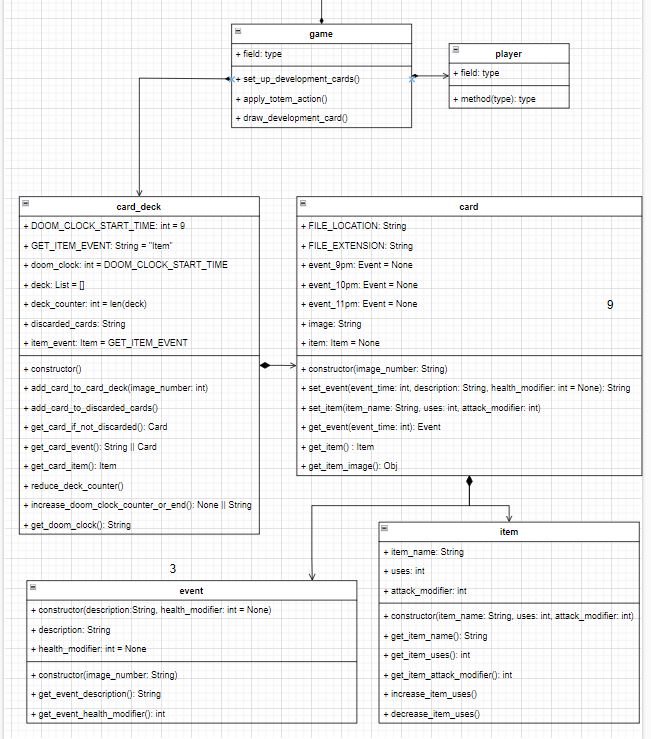 game
+ field: type
+ set_up_development_cards()
+ apply_totem_action()
+ draw_development_card()
player
+ field: type
+ method(type): type
card_deck
+ DOOM_CLOCK_START_TIME: int = 9
+ GET_ITEM_EVENT: String = "Item"
+ doom_clock: int = DOOM_CLOCK_START_TIME
+ deck: List = []
+ deck_counter: int = len(deck)
+ discarded_cards: String
+ item_event: Item = GET_ITEM_EVENT
+ constructor()
+ add_card_to_card_deck(image_number: int)
+ add_card_to_discarded_cards()
+ get_card_if_not_discarded(): Card
+ get_card_event(): String || Card
+ get_card_item(): Item
+ reduce_deck_counter()
+ increase_doom_clock_counter_or_end(): None || String
+ get_doom_clock(): String
card
+ FILE_LOCATION: String
+ FILE_EXTENSION: String
+ event_9pm: Event = None
+ event_10pm: Event = None
+ event_11pm: Event = None
9
+ image: String
+ item: Item = None
+ constructor(image_number: String)
+ set_event(event_time: int, description: String, health_modifier: int = None): String
+ set_item(item_name: String, uses: int, attack_modifier: int)
+ get_event(event_time: int): Event
+ get_item() : Item
+ get_item_image(): Obj
3
event
+ constructor(description:String, health_modifier: int = None)
+ description: String
+ health_modifier: int = None
+ constructor(image_number: String)
+ get_event_description(): String
+ get_event_health_modifier(): int
item
+ item_name: String
+ uses: int
+ attack_modifier: int
+ constructor(item_name: String, uses: int, attack_modifier: int)
+ get_item_name(): String
+ get_item_uses(): int
+ get_item_attack_modifier(): int
+ increase_item_uses()
+ decrease_item_uses()